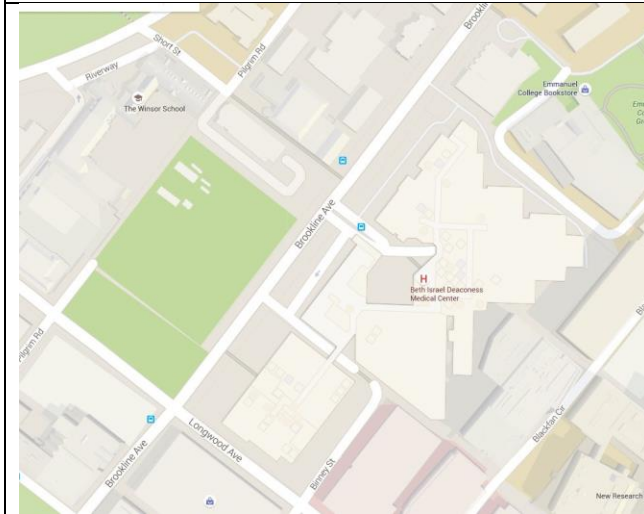 Brookline
Short St
Pilgrim Rd
Riverway
The Winsor School
Emmanuel
College Bookstore
Brookline Ave
H
Beth Israel Deaconess
Medical Center
Pilgrim Rd
Blackfan Cir
Longwood Ave
Brookline Ave
Binney St
New Research